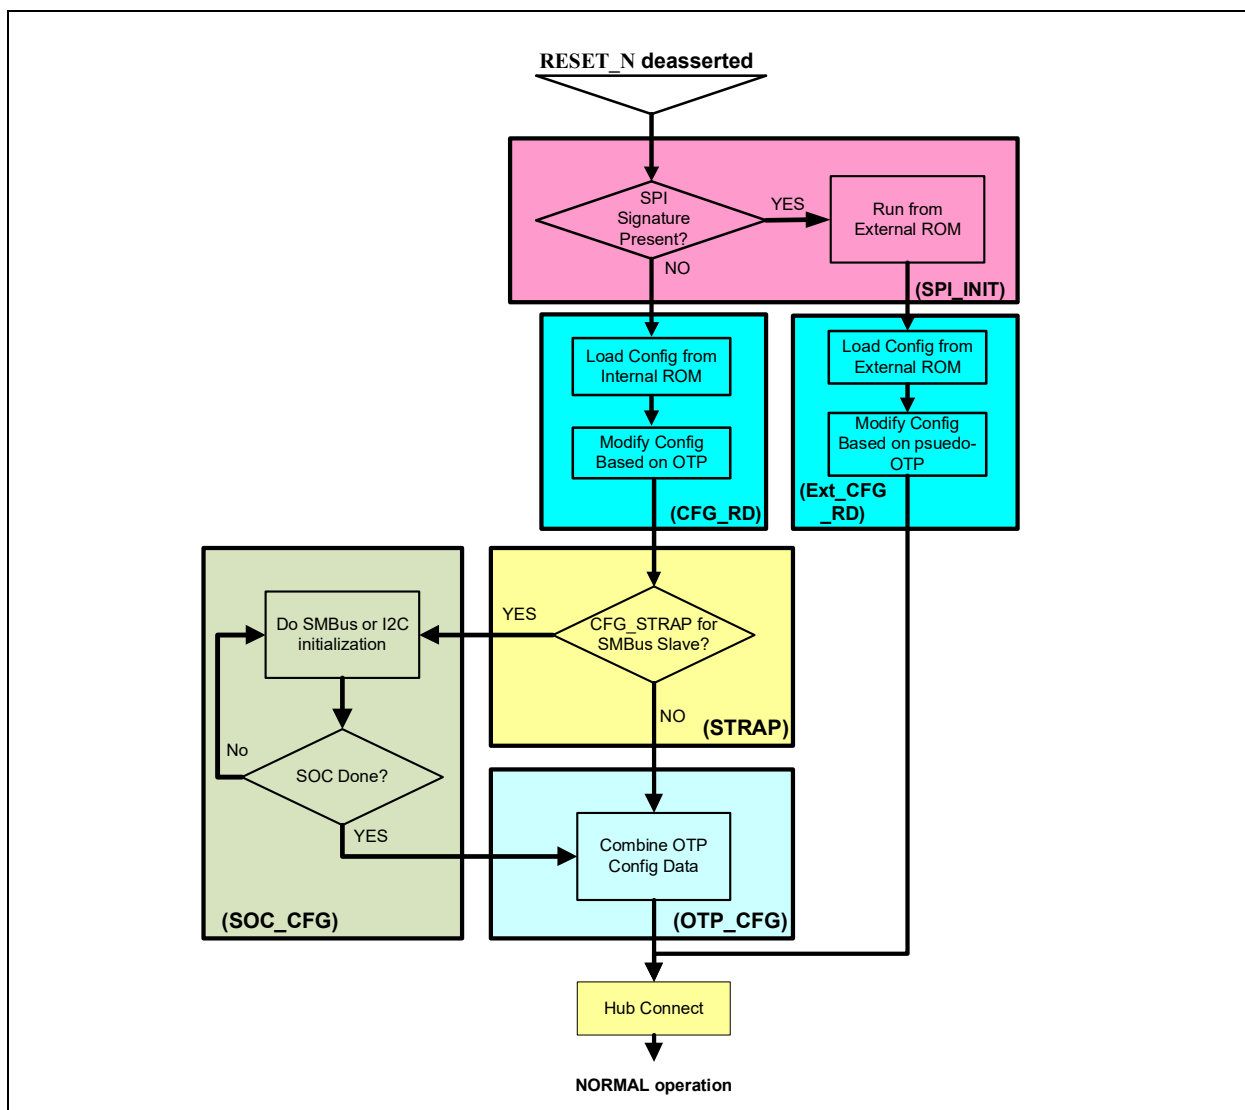 RESET_N deasserted
SPI
Signature
Present?
YES
Run from
External ROM
NO
(SPI_INIT)
Load Config from
Internal ROM
Load Config from
External ROM
Modify Config
Based on OTP
Modify Config
Based on psuedo-
OTP
(CFG_RD)
(Ext_CFG
_RD)
Do SMBus or I2C
initialization
YES
CFG_STRAP for
SMBus Slave?
NO
(STRAP)
No
SOC Done?
YES
Combine OTP
Config Data
(SOC_CFG)
(OTP_CFG)
Hub Connect
NORMAL operation